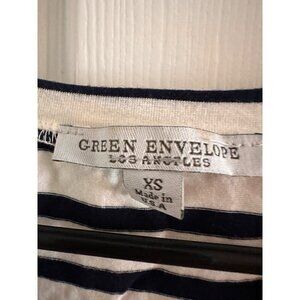 GREEN ENVELOPE
LOS ANGELES
XS
Made in
U.S.A